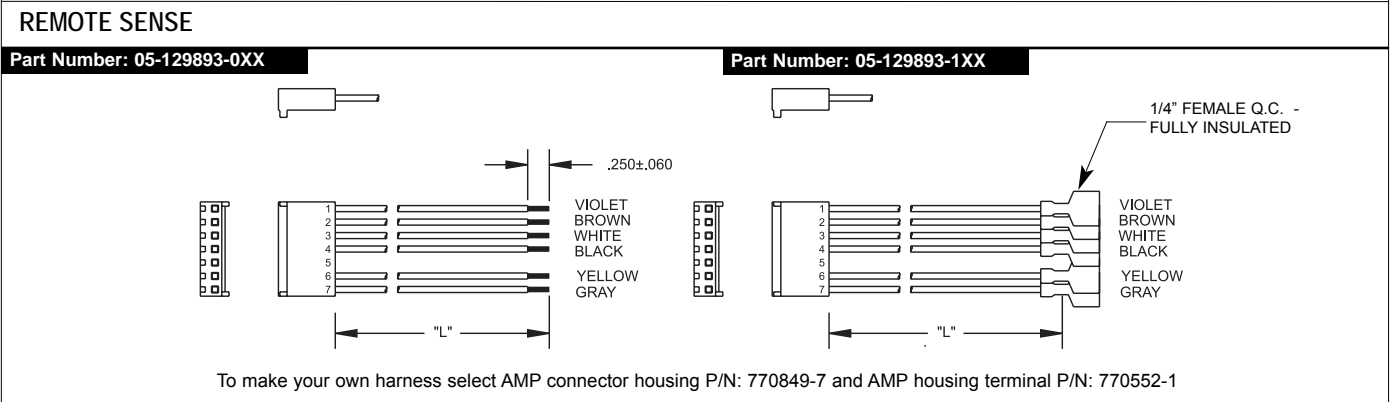 REMOTE SENSE
Part Number: 05-129893-0XX
Part Number: 05-129893-1XX
1/4" FEMALE Q.C. -
FULLY INSULATED
.250±.060
1
2
3
4
5
6
7
VIOLET
BROWN
WHITE
BLACK
YELLOW
GRAY
"L"
1
2
3
4
5
6
7
VIOLET
BROWN
WHITE
BLACK
YELLOW
GRAY
"L"
To make your own harness select AMP connector housing P/N: 770849-7 and AMP housing terminal P/N: 770552-1